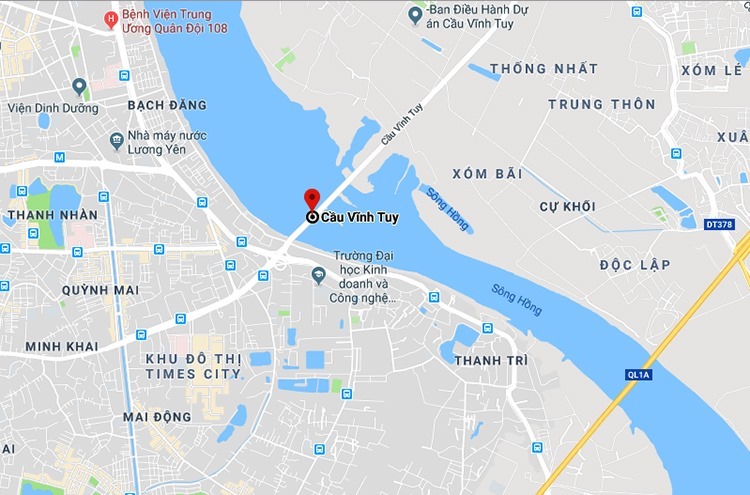 Bệnh Viện Trung
Ương Quân Đội 108
-Ban Điều Hành Dự
án Cầu Vĩnh Tuy
THỐNG NHẤT
XÓM LÉ
Viện Dinh Dưỡng
BẠCH ĐẰNG
TRUNG THÔN
Cầu Vĩnh Tuy
Nhà máy nước
Lương Yên
XUÂ
M
XÓM BÃI
Sông Hồng
CỰ KHỐI
THANH NHÀN
Cầu Vĩnh Tuy
DT378
Trường Đại
học Kinh
doanh và
Công nghệ...
ĐỘC LẬP
QUỲNH MAI
Sông Hồng
MINH KHAI
KHU ĐÔ THỊ
TIMES CITY
THANH TRÌ
QL1A
MAI ĐỘNG
AI